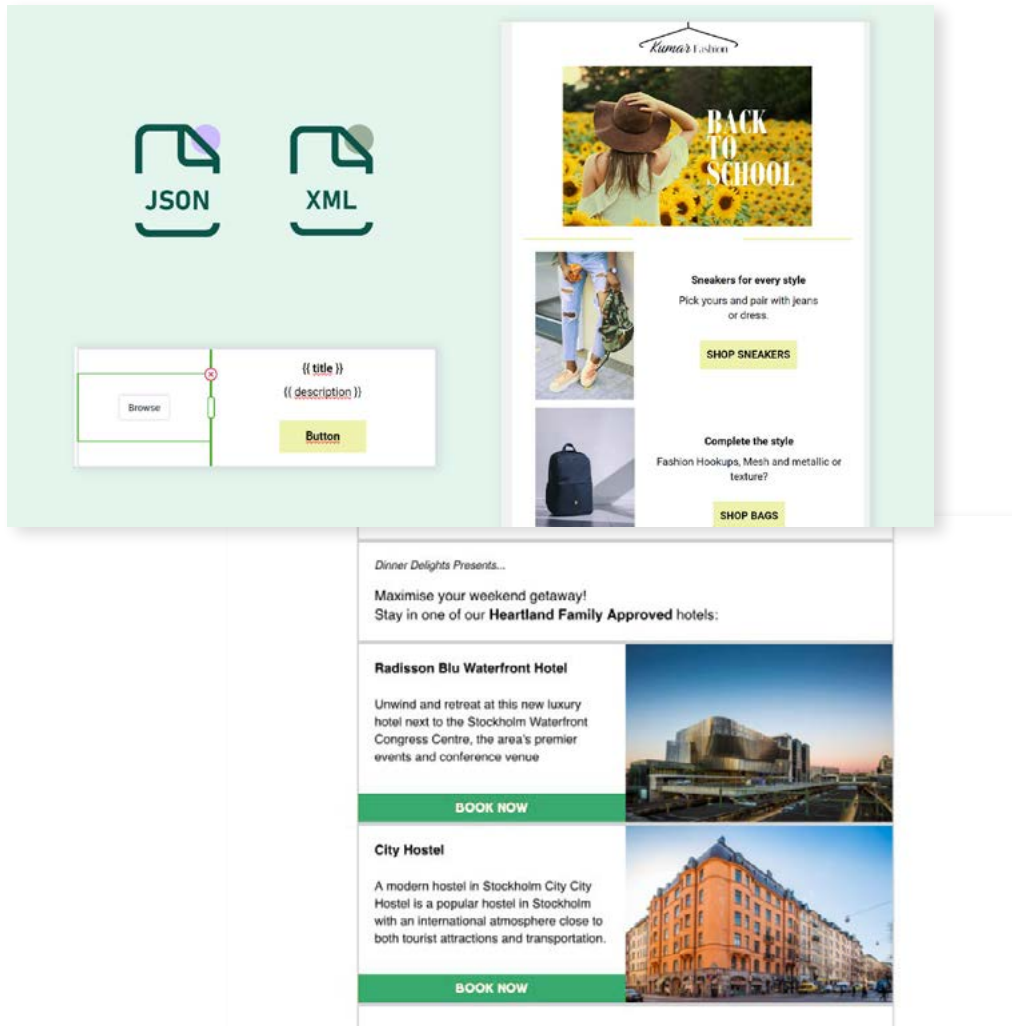 JSON
XML
{{ title }}
{{ description }}
Browse
Button
Kumar Fashion
BACK
TO
SCHOOL
Sneakers for every style
Pick yours and pair with jeans
or dress.
SHOP SNEAKERS
Complete the style
Fashion Hookups, Mesh and metallic or
texture?
SHOP BAGS
Dinner Delights Presents...
Maximise your weekend getaway!
Stay in one of our Heartland Family Approved hotels:
Radisson Blu Waterfront Hotel
Unwind and retreat at this new luxury
hotel next to the Stockholm Waterfront
Congress Centre, the area's premier
events and conference venue
BOOK NOW
City Hostel
A modern hostel in Stockholm City City
Hostel is a popular hostel in Stockholm
with an international atmosphere close to
both tourist attractions and transportation.
BOOK NOW